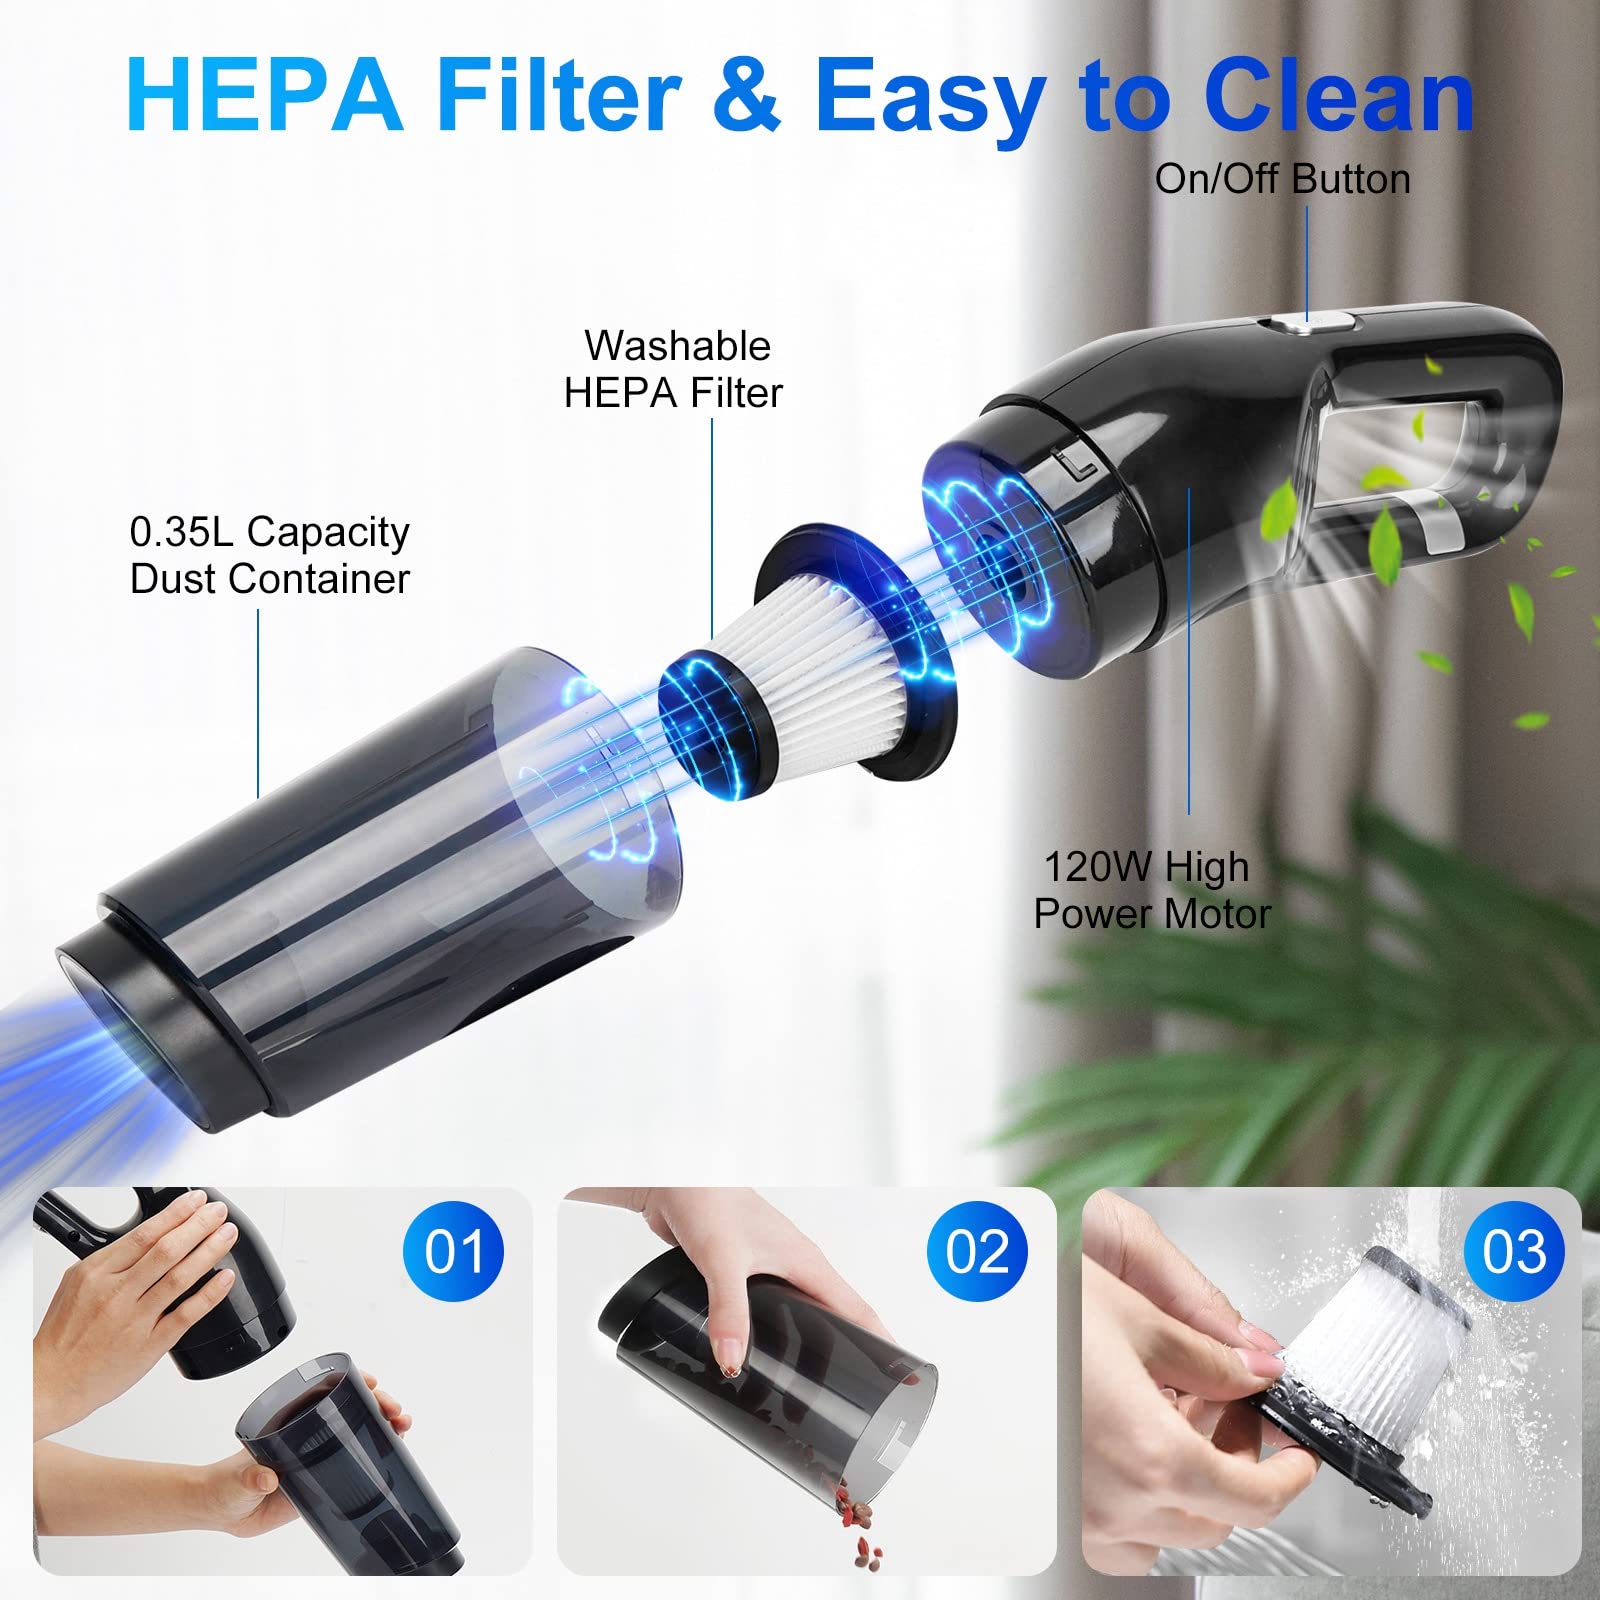 HEPA Filter & Easy to Clean
On/Off Button
Washable
HEPA Filter
0.35L Capacity
Dust Container
120W High
Power Motor
01
02
03